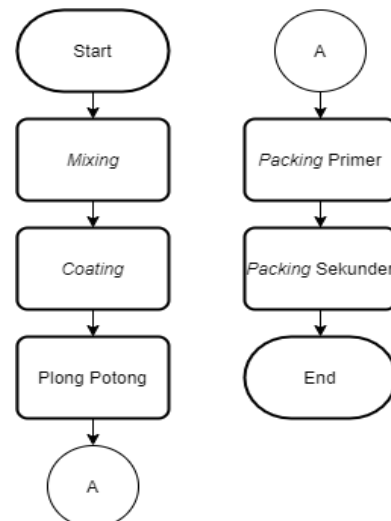 Start
Mixing
Coating
Plong Potong
A
A
Packing Primer
Packing Sekunder
End